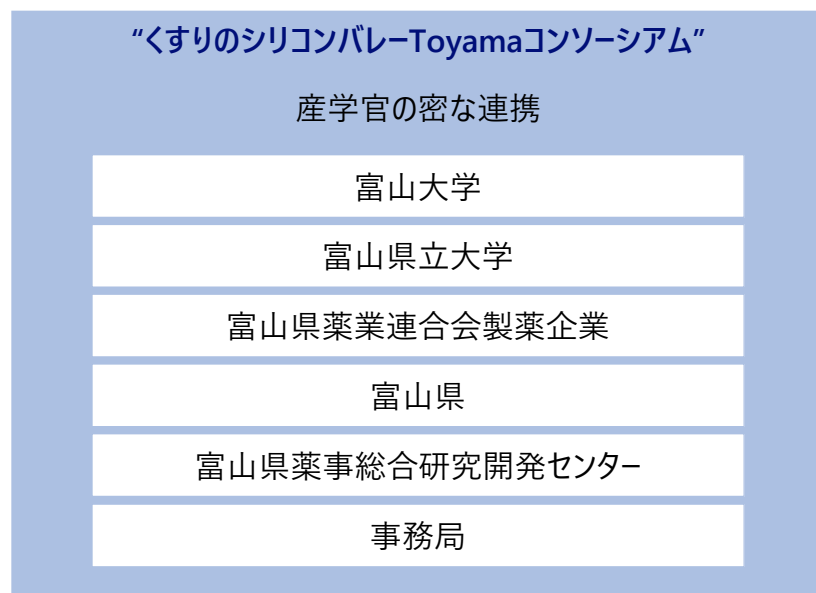 “くすりのシリコンバレーToyamaコンソーシアム”
産学官の密な連携
富山大学
富山県立大学
富山県薬業連合会製薬企業
富山県
富山県薬事総合研究開発センター
事務局